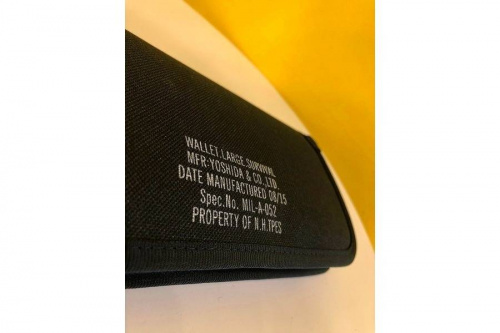 WALLET.LARGE.SURVIVAL
MFR:YOSHIDA & CO.,LTD.
DATE MANUFACTURED 08/15
Spec.No. MIL-A-052
PROPERTY OF N.H.TPES